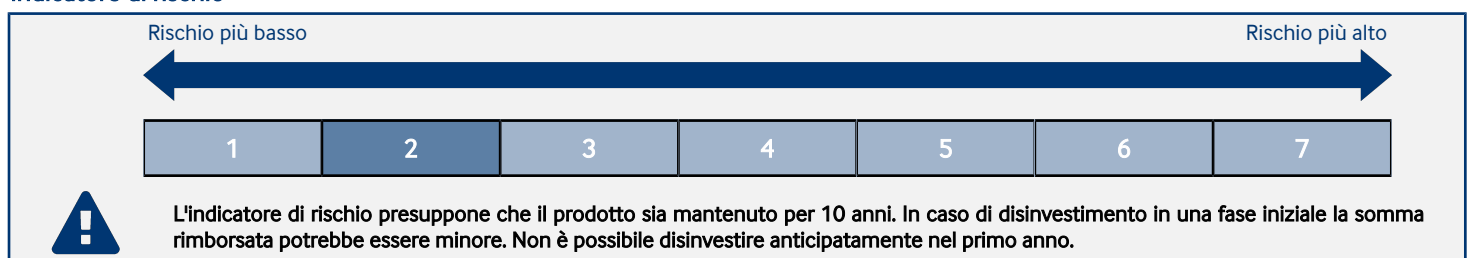 Rischio più basso Rischio più alto
1 2 3 4 5 6 7
L'indicatore di rischio presuppone che il prodotto sia mantenuto per 10 anni. In caso di disinvestimento in una fase iniziale la somma
rimborsata potrebbe essere minore. Non è possibile disinvestire anticipatamente nel primo anno.